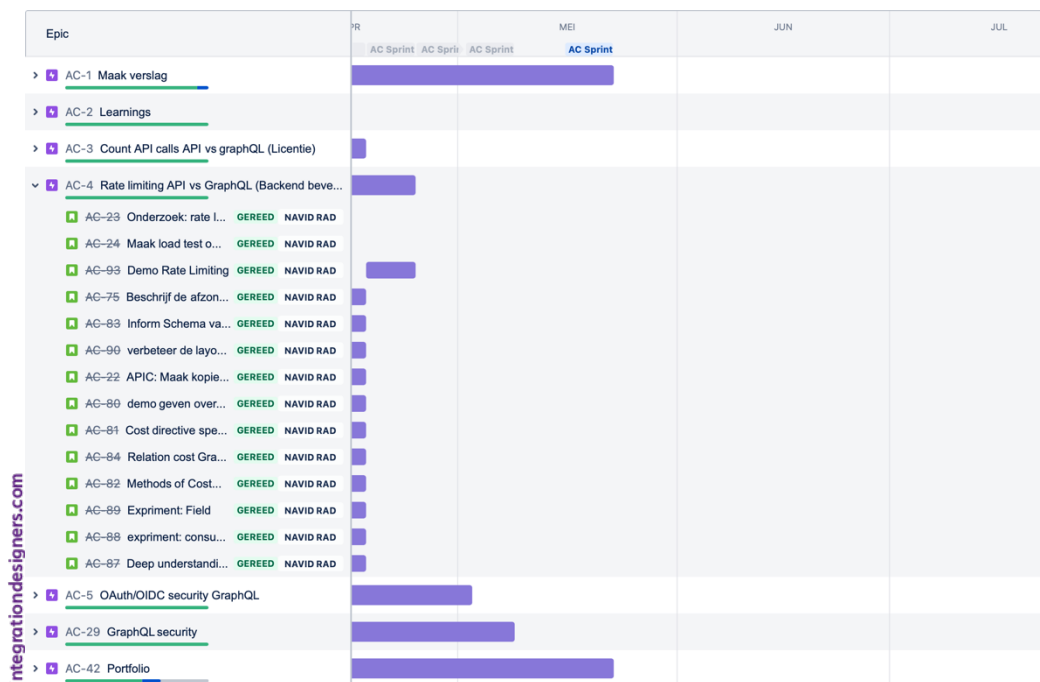 Epic
PR MEI JUN JUL
AC Sprint AC Sprin AC Sprint AC Sprint
AC-1 Maak verslag
AC-2 Learnings
AC-3 Count API calls API vs graphQL (Licentie)
AC-4 Rate limiting API vs GraphQL (Backend beve...
AC-23 Onderzoek: rate l... GEREED NAVID RAD
AC-24 Maak load test o... GEREED NAVID RAD
AC-93 Demo Rate Limiting GEREED NAVID RAD
AC-75 Beschrijf de afzon... GEREED NAVID RAD
AC-83 Inform Schema va... GEREED NAVID RAD
AC-90 verbeter de layo... GEREED NAVID RAD
AC-22 APIC: Maak kopie... GEREED NAVID RAD
AC-80 demo geven over... GEREED NAVID RAD
AC-81 Cost directive spe... GEREED NAVID RAD
AC-84 Relation cost Gra... GEREED NAVID RAD
AC-82 Methods of Cost... GEREED NAVID RAD
AC-89 Expriment: Field GEREED NAVID RAD
AC-88 expriment: consu... GEREED NAVID RAD
AC-87 Deep understandi... GEREED NAVID RAD
AC-5 OAuth/OIDC security GraphQL
AC-29 GraphQL security
AC-42 Portfolio
ntegrationdesigners.com